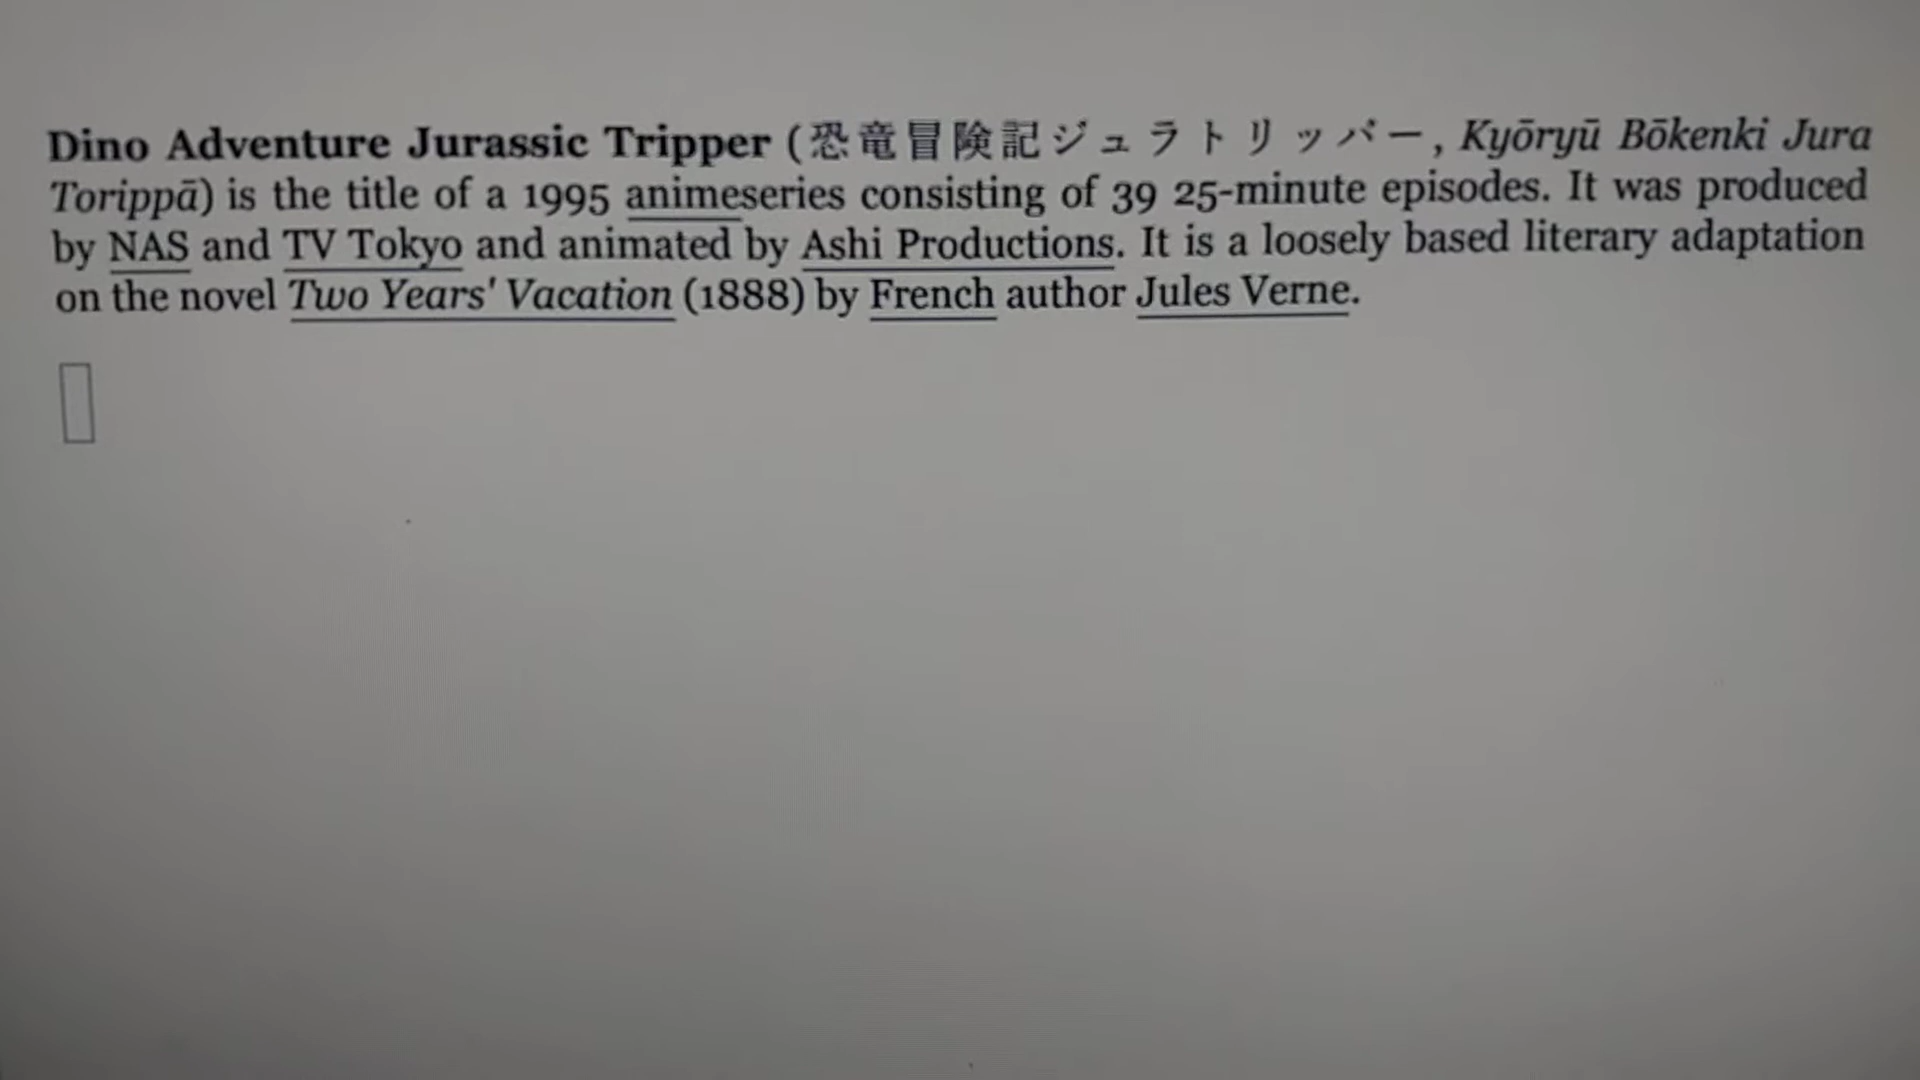 Dino Adventure Jurassic Tripper (恐竜冒険記ジュラトリッパー, Kyōryū Bōkenki Jura
Torippā) is the title of a 1995 animeseries consisting of 39 25-minute episodes. It was produced
by NAS and TV Tokyo and animated by Ashi Productions. It is a loosely based literary adaptation
on the novel Two Years' Vacation (1888) by French author Jules Verne.